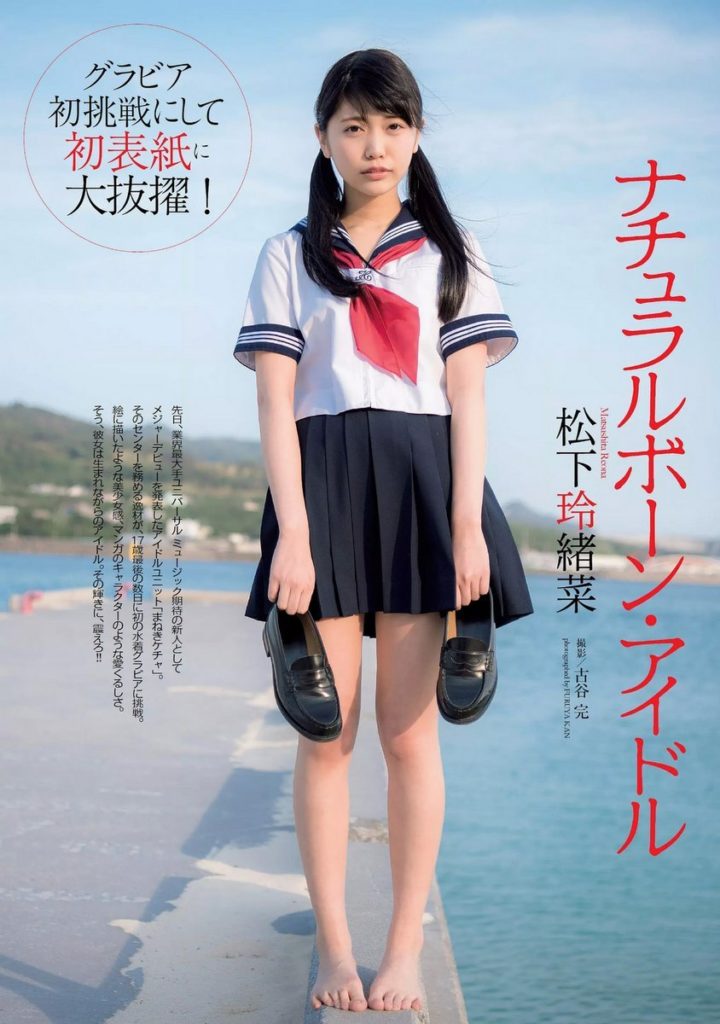 グラビア
初挑戦にして
初表紙に
大抜擢!
ナチュラルボーン・アイドル
松下玲緒菜
Matsushita Reona
撮影/古谷 完
photographed by FURUYA KAN
先日、業界最大手ユニバーサル ミュージック期待の新人として
メジャーデビューを発表したアイドルユニット「まねきケチャ」。
そのセンターを務める逸材が、17歳最後の数日に初の水着グラビアに挑戦。
絵に描いたような美少女感、マンガのキャラクターのような愛くるしさ。
そう、彼女は生まれながらのアイドル。その輝きに、震えろ!!